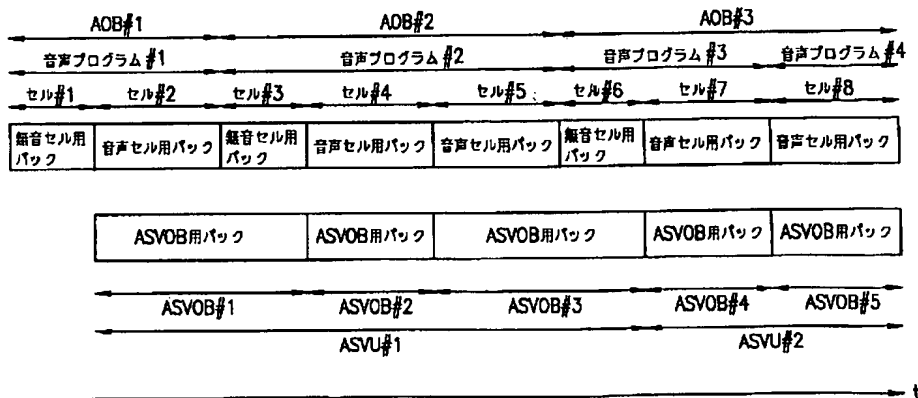 AOB#1 AOB#2 AOB#3
音声プログラム#1 音声プログラム#2 音声プログラム#3 音声プログラム#4
セル#1 セル#2 セル#3 セル#4 セル#5 セル#6 セル#7 セル#8
無音セル用パック 音声セル用パック 無音セル用パック 音声セル用パック 音声セル用パック 無音セル用パック 音声セル用パック 音声セル用パック
ASVOB用パック ASVOB用パック ASVOB用パック ASVOB用パック ASVOB用パック
ASVOB#1 ASVOB#2 ASVOB#3 ASVOB#4 ASVOB#5
ASVU#1 ASVU#2
t